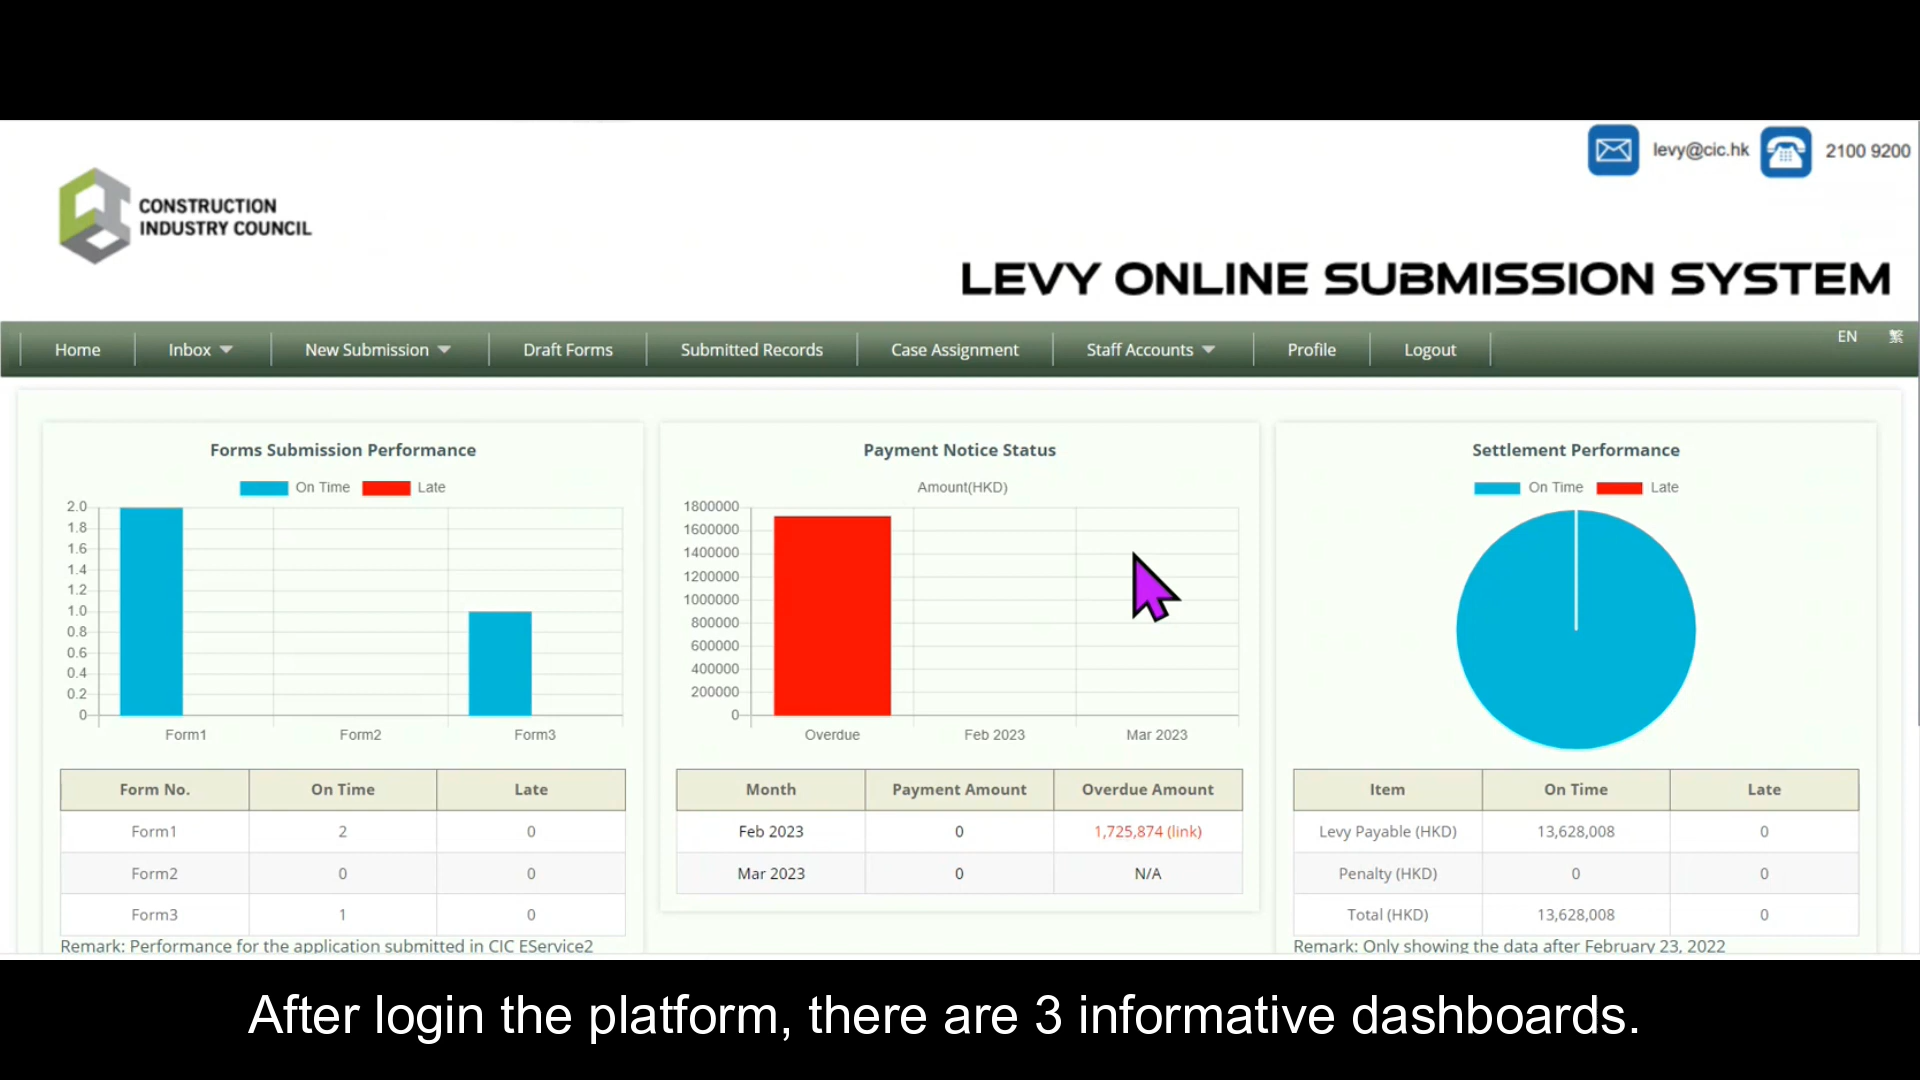 levy@cic.hk 2100 9200
CONSTRUCTION
INDUSTRY COUNCIL
LEVY ONLINE SUBMISSION SYSTEM
Home Inbox New Submission Draft Forms Submitted Records Case Assignment Staff Accounts Profile Logout EN 繁
Forms Submission Performance
On Time Late
2.0
1.8
1.6
1.4
1.2
1.0
0.8
0.6
0.4
0.2
0
Form1 Form2 Form3
Form No. On Time Late
Form1 2 0
Form2 0 0
Form3 1 0
Remark: Performance for the application submitted in CIC EService2
Payment Notice Status
Amount(HKD)
1800000
1600000
1400000
1200000
1000000
800000
600000
400000
200000
0
Overdue Feb 2023 Mar 2023
Month Payment Amount Overdue Amount
Feb 2023 0 1,725,874 (link)
Mar 2023 0 N/A
Settlement Performance
On Time Late
Item On Time Late
Levy Payable (HKD) 13,628,008 0
Penalty (HKD) 0 0
Total (HKD) 13,628,008 0
Remark: Only showing the data after February 23, 2022
After login the platform, there are 3 informative dashboards.